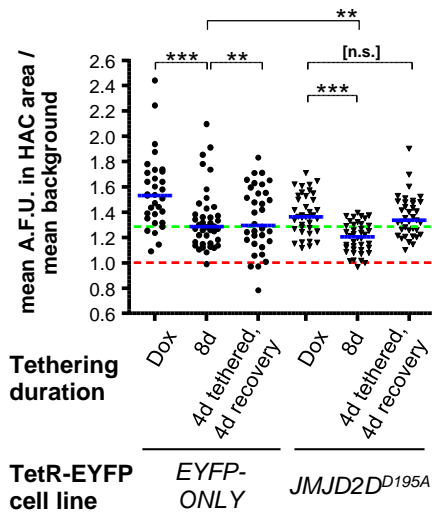 **
*** ** [n.s.]
***
mean A.F.U. in HAC area /
mean background
2.6
2.4
2.2
2.0
1.8
1.6
1.4
1.2
1.0
0.8
0.6
Tethering
duration
Dox
8d
4d tethered,
4d recovery
Dox
8d
4d tethered,
4d recovery
TetR-EYFP
cell line
EYFP-
ONLY
JMJD2D^D195A